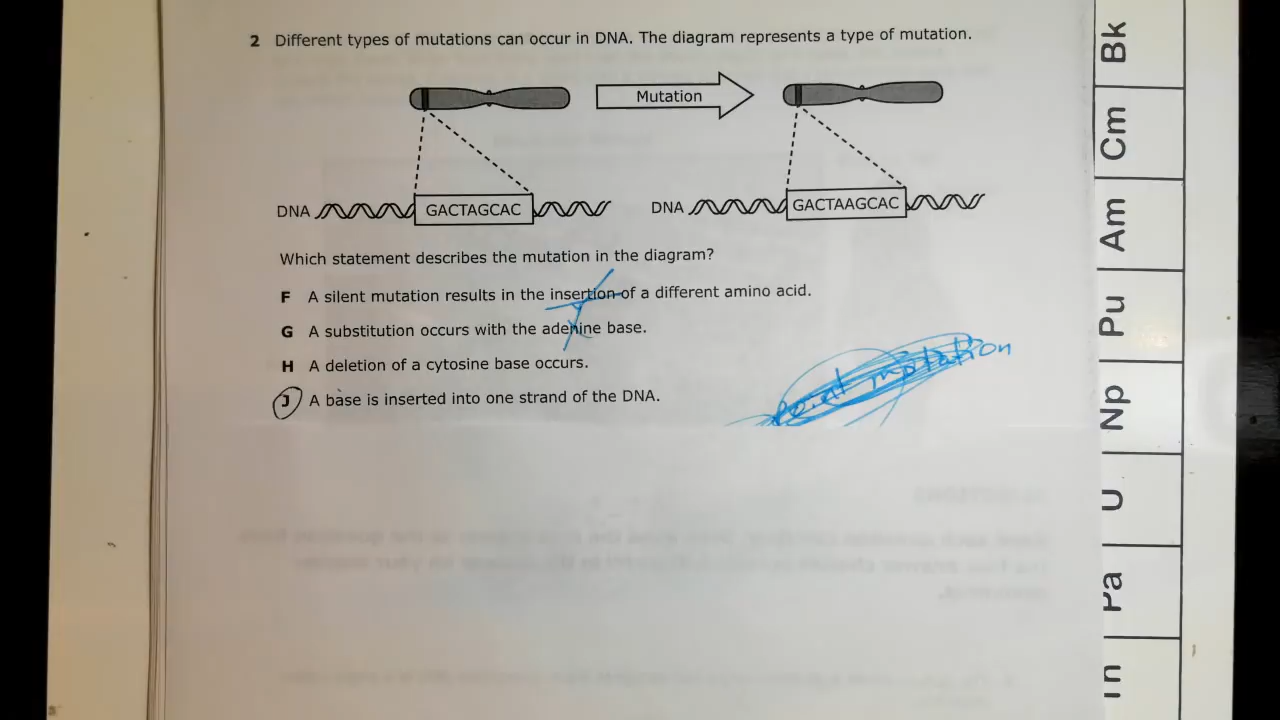 2 Different types of mutations can occur in DNA. The diagram represents a type of mutation.
Mutation
DNA GACTAGCAC
DNA GACTAAGCAC
Which statement describes the mutation in the diagram?
F A silent mutation results in the insertion of a different amino acid.
G A substitution occurs with the adenine base.
H A deletion of a cytosine base occurs.
J A base is inserted into one strand of the DNA.
Point mutation
Bk
Cm
Am
Pu
Np
U
Pa